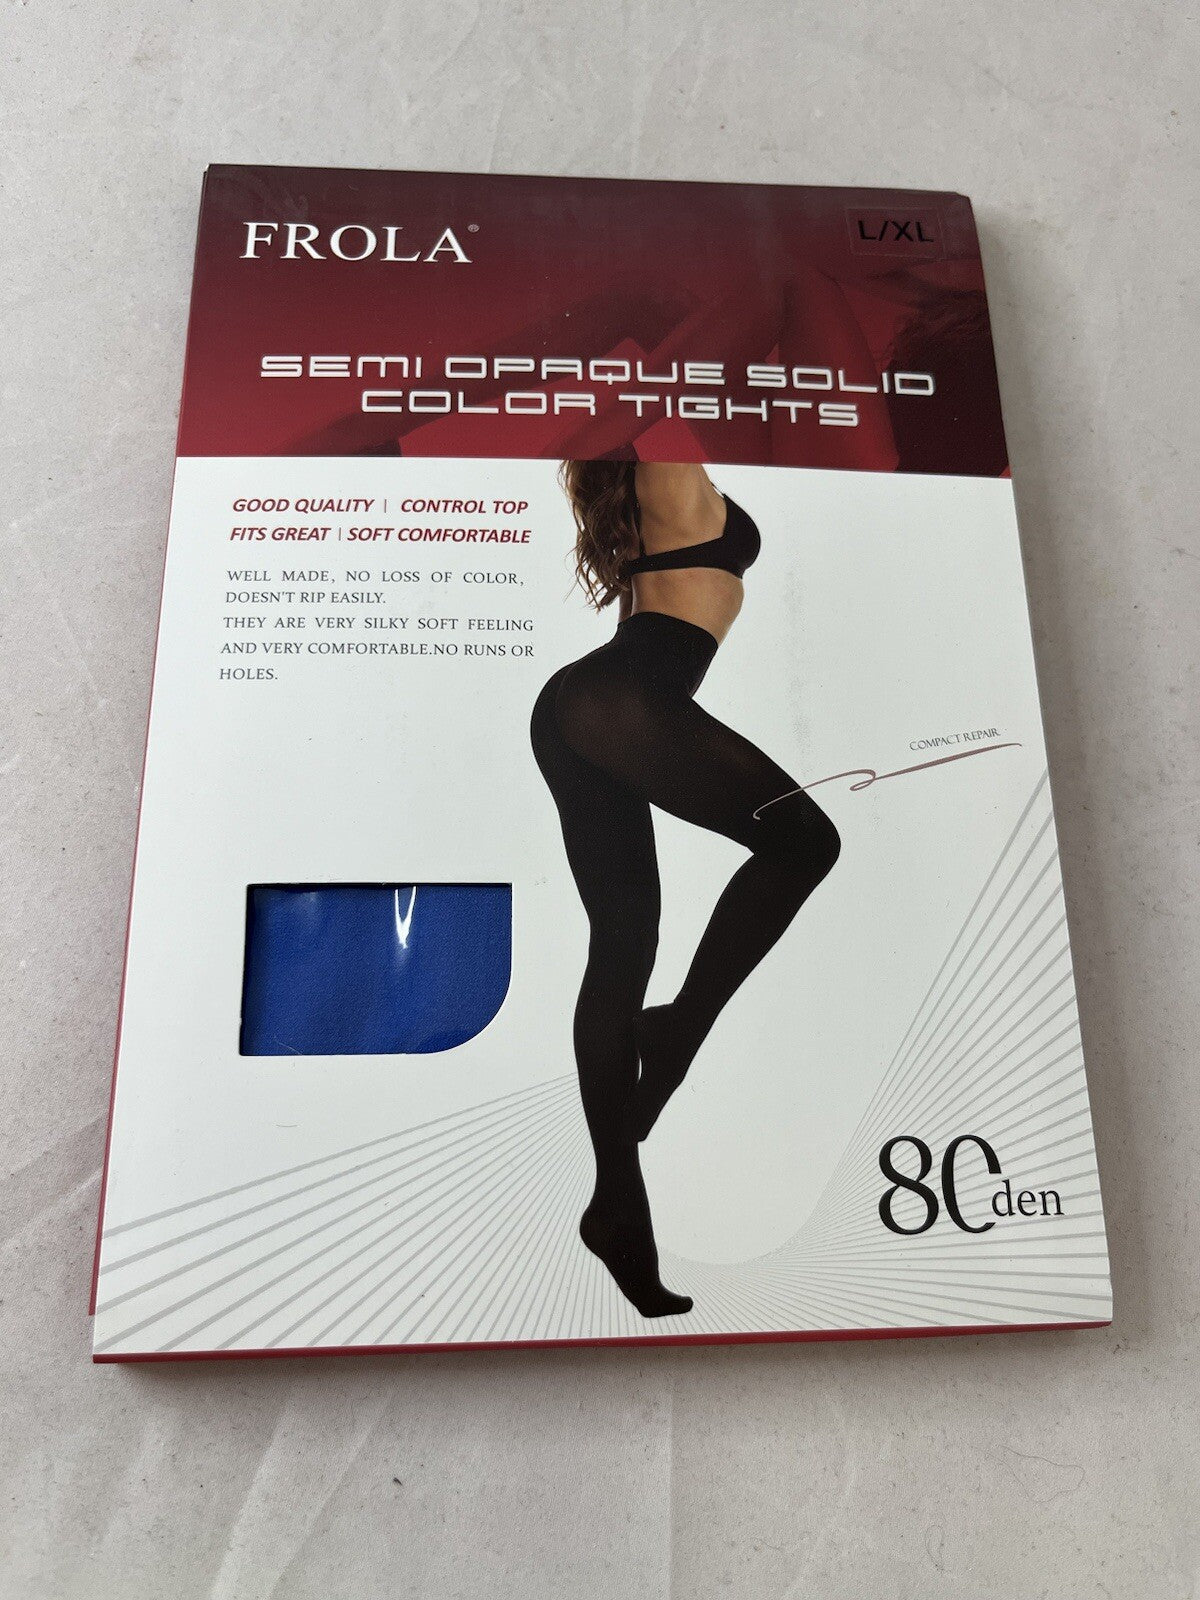 FROLA®
L/XL
SEMI OPAQUE SOLID
COLOR TIGHTS
GOOD QUALITY | CONTROL TOP
FITS GREAT | SOFT COMFORTABLE
WELL MADE, NO LOSS OF COLOR,
DOESN'T RIP EASILY.
THEY ARE VERY SILKY SOFT FEELING
AND VERY COMFORTABLE.NO RUNS OR
HOLES.
COMPACT REPAIR
80den